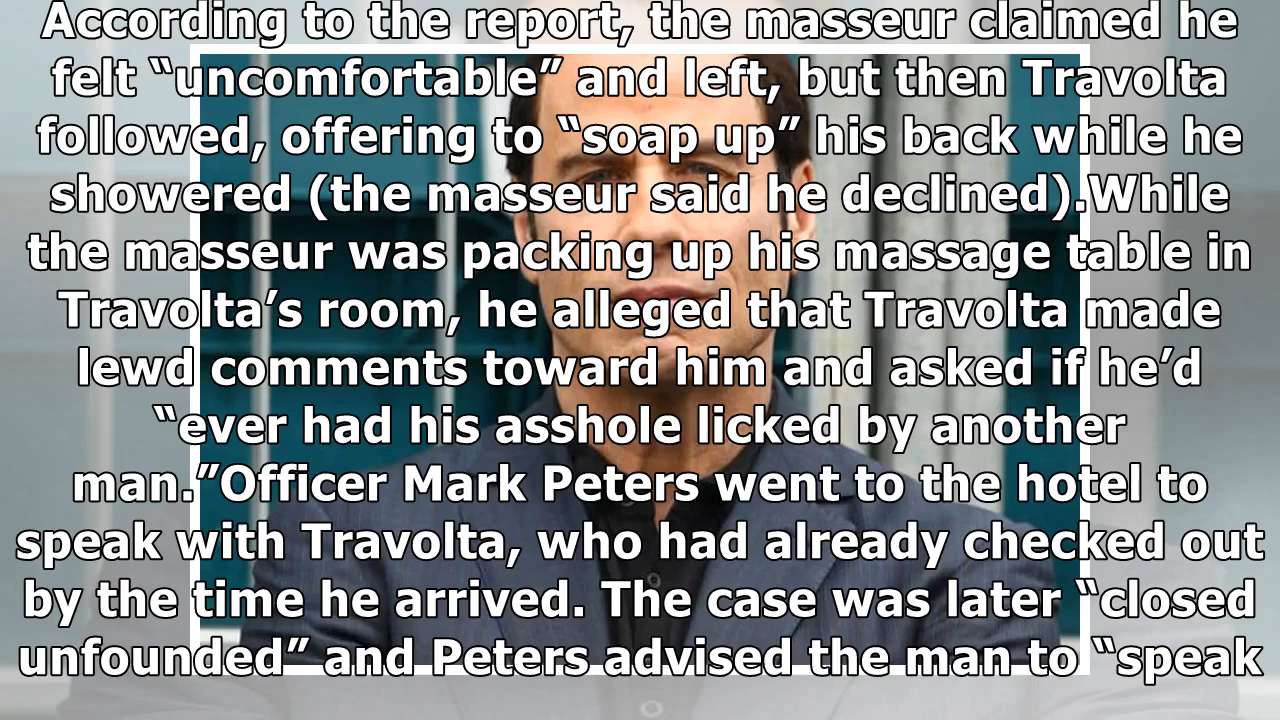 According to the report, the masseur claimed he
felt “uncomfortable” and left, but then Travolta
followed, offering to “soap up” his back while he
showered (the masseur said he declined).While
the masseur was packing up his massage table in
Travolta’s room, he alleged that Travolta made
lewd comments toward him and asked if he’d
“ever had his asshole licked by another
man.”Officer Mark Peters went to the hotel to
speak with Travolta, who had already checked out
by the time he arrived. The case was later “closed
unfounded” and Peters advised the man to “speak